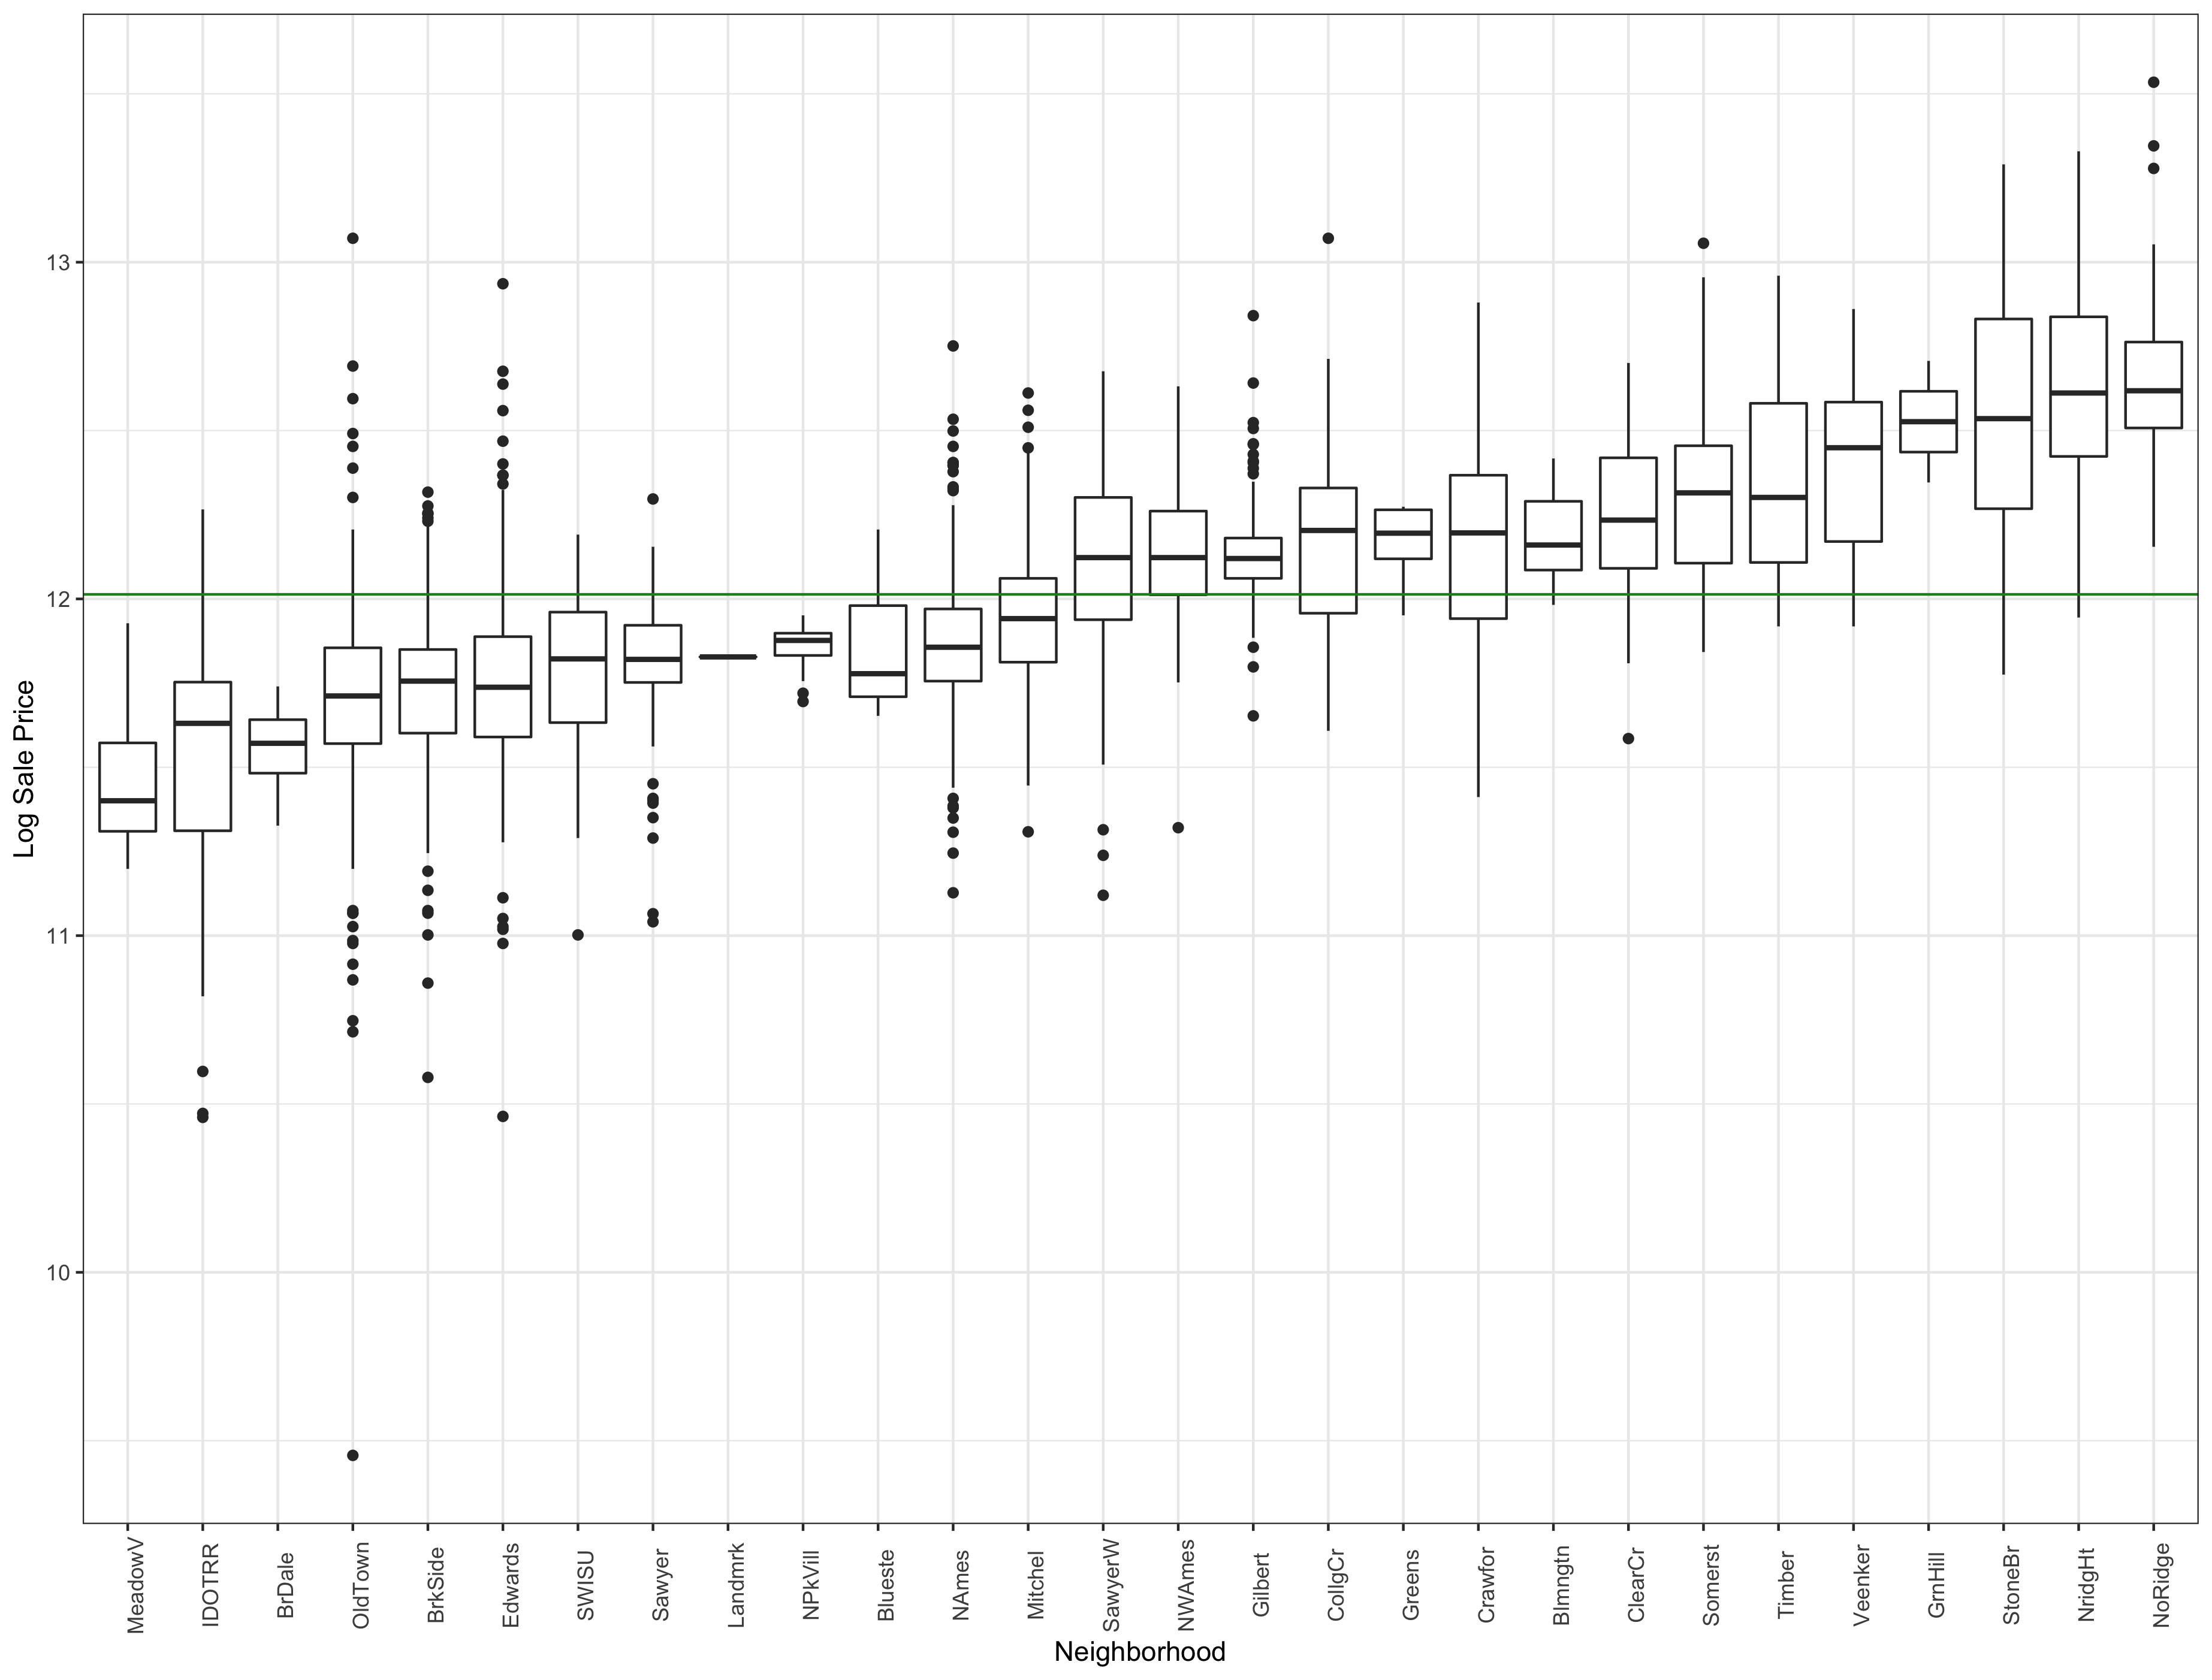 Log Sale Price
13
12
11
10
MeadowV
IDOTRR
BrDale
OldTown
BrkSide
Edwards
SWISU
Sawyer
Landmrk
NPkVill
Blueste
NAmes
Mitchel
SawyerW
NWAmes
Gilbert
CollgCr
Greens
Crawfor
Blmngtn
ClearCr
Somerst
Timber
Veenker
GrnHill
StoneBr
NridgHt
NoRidge
Neighborhood